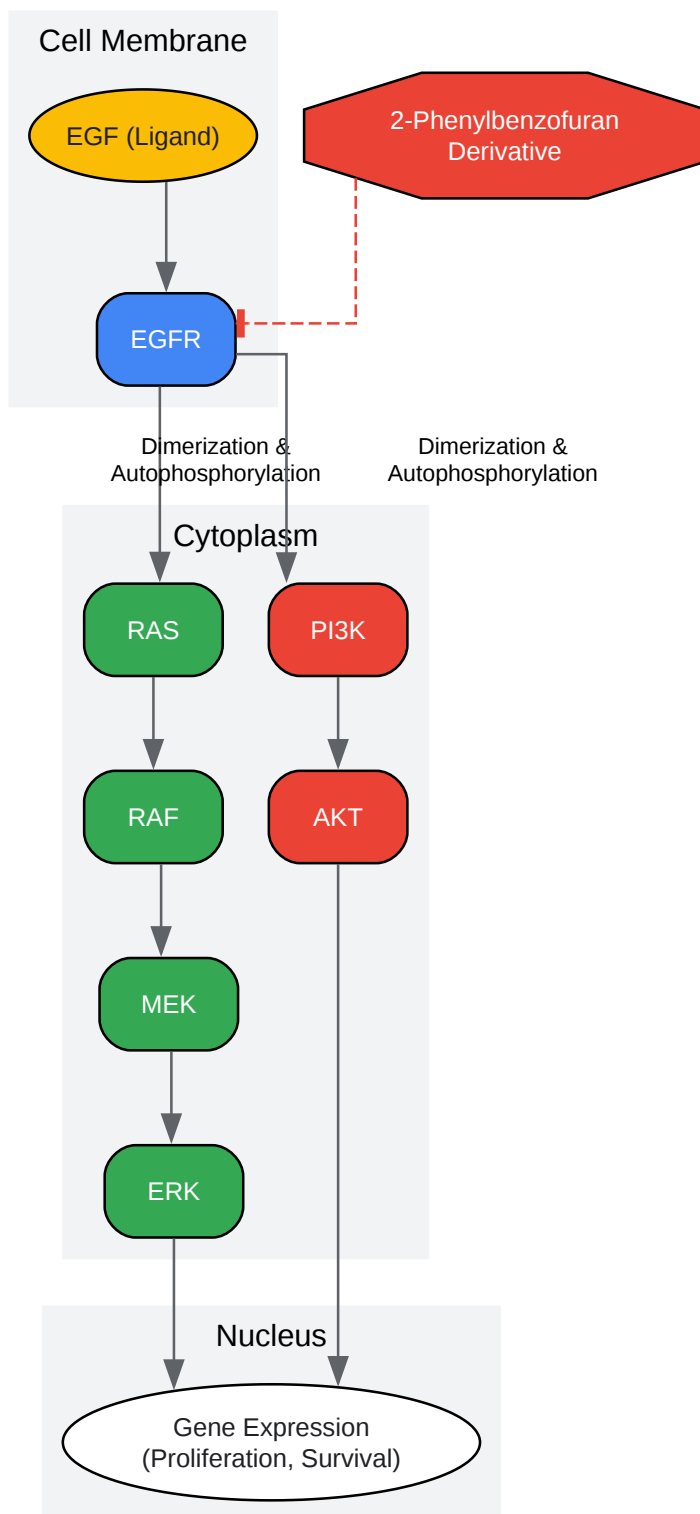 Cell Membrane
EGF (Ligand)
2-Phenylbenzofuran
Derivative
EGFR
Dimerization &
Autophosphorylation
Dimerization &
Autophosphorylation
Cytoplasm
RAS
PI3K
RAF
AKT
MEK
ERK
Nucleus
Gene Expression
(Proliferation, Survival)